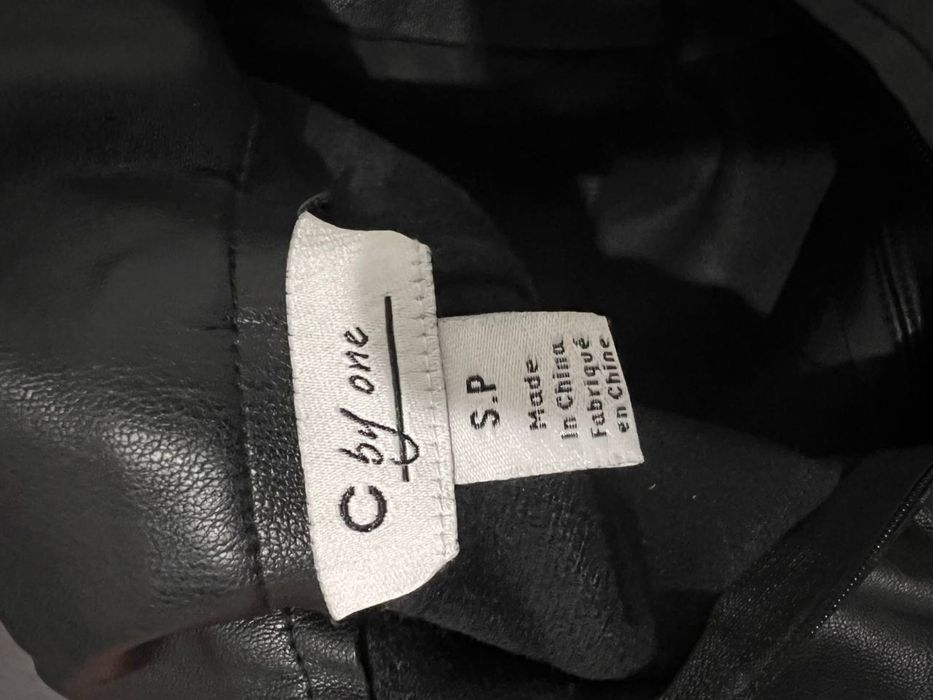 C by one
S.P
Made
In China
Fabriqué
en Chine